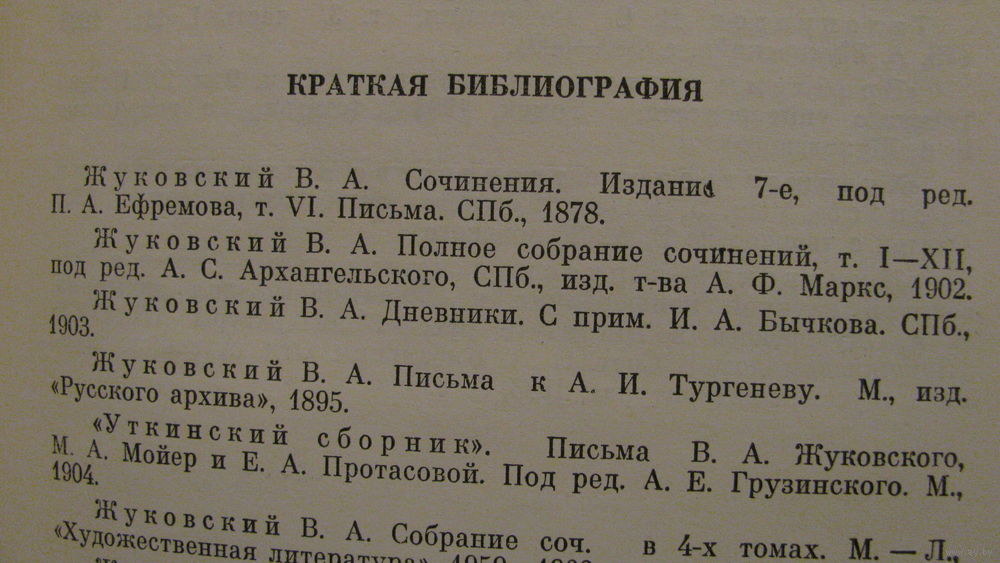 КРАТКАЯ БИБЛИОГРАФИЯ
Жуковский В. А. Сочинения. Издание 7-е, под ред.
П. А. Ефремова, т. VI. Письма. СПб., 1878.
Жуковский В. А. Полное собрание сочинений, т. I—XII,
под ред. А. С. Архангельского, СПб., изд. т-ва А. Ф. Маркс, 1902.
Жуковский В. А. Дневники. С прим. И. А. Бычкова. СПб.,
1903.
Жуковский В. А. Письма к А. И. Тургеневу. М., изд.
«Русского архива», 1895.
«Уткинский сборник». Письма В. А. Жуковского,
М. А. Мойер и Е. А. Протасовой. Под ред. А. Е. Грузинского. М.,
1904.
Жуковский В. А. Собрание соч. в 4-х томах. М. — Л.,
«Художественная литература»